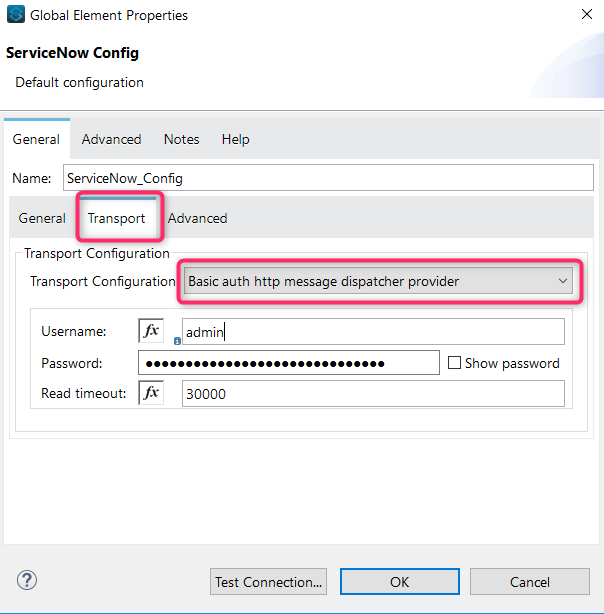 Global Element Properties
ServiceNow Config
Default configuration
General Advanced Notes Help
Name: ServiceNow_Config
General Transport Advanced
Transport Configuration
Transport Configuration Basic auth http message dispatcher provider
Username: fx admin
Password: ●●●●●●●●●●●●●●●●●●●●●●●●●●●●●● Show password
Read timeout: fx 30000
? Test Connection... OK Cancel